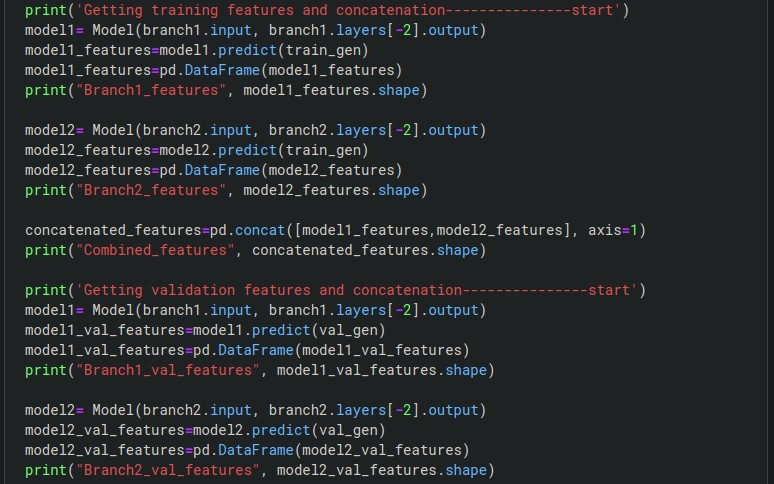 print('Getting training features and concatenation---------------start')
model1= Model(branch1.input, branch1.layers[-2].output)
model1_features=model1.predict(train_gen)
model1_features=pd.DataFrame(model1_features)
print("Branch1_features", model1_features.shape)
model2= Model(branch2.input, branch2.layers[-2].output)
model2_features=model2.predict(train_gen)
model2_features=pd.DataFrame(model2_features)
print("Branch2_features", model2_features.shape)
concatenated_features=pd.concat([model1_features,model2_features], axis=1)
print("Combined_features", concatenated_features.shape)
print('Getting validation features and concatenation---------------start')
model1= Model(branch1.input, branch1.layers[-2].output)
model1_val_features=model1.predict(val_gen)
model1_val_features=pd.DataFrame(model1_val_features)
print("Branch1_val_features", model1_val_features.shape)
model2= Model(branch2.input, branch2.layers[-2].output)
model2_val_features=model2.predict(val_gen)
model2_val_features=pd.DataFrame(model2_val_features)
print("Branch2_val_features", model2_val_features.shape)